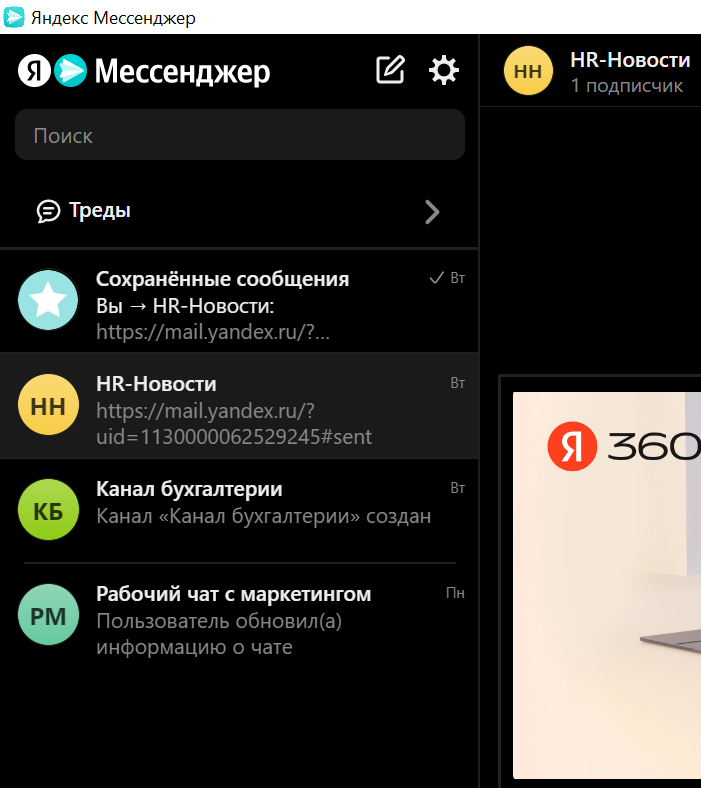 Яндекс Мессенджер
Я Мессенджер
HR-Новости
1 подписчик
НН
Поиск
Треды
Сохранённые сообщения
Вт
Вы → HR-Новости:
https://mail.yandex.ru/?...
HR-Новости
Вт
НН
https://mail.yandex.ru/?
uid=1130000062529245#sent
Канал бухгалтерии
Вт
КБ
Канал «Канал бухгалтерии» создан
Рабочий чат с маркетингом
Пн
РМ
Пользователь обновил(а)
информацию о чате
Я 360